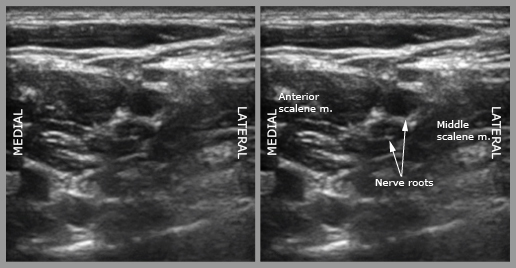 MEDIAL
LATERAL
MEDIAL
Anterior
scalene m.
Middle
scalene m.
Nerve roots
LATERAL